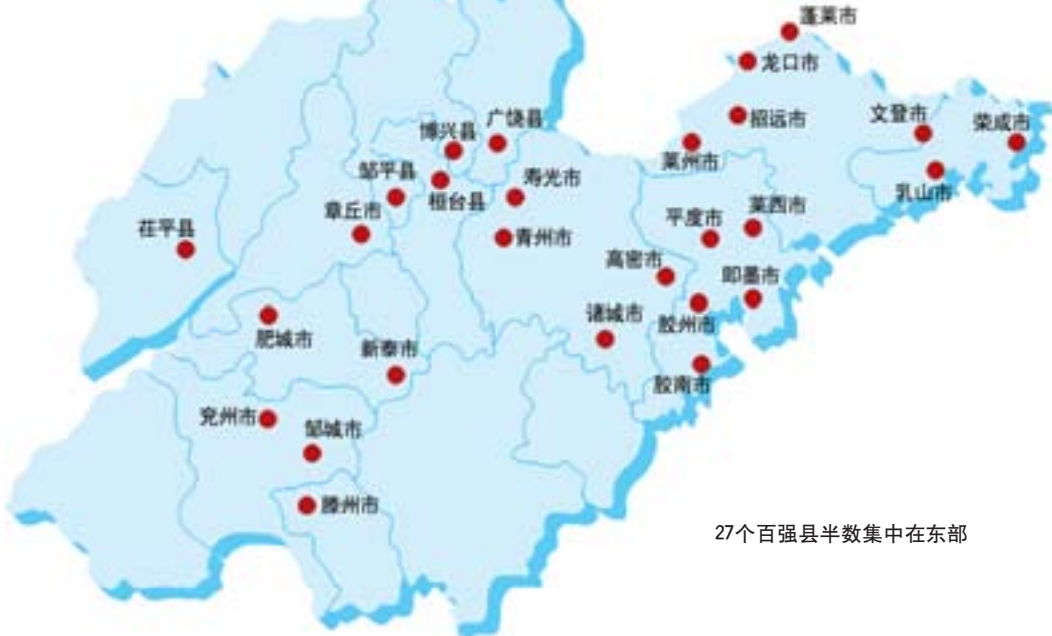 蓬莱市
龙口市
招远市
文登市
荣威市
莱州市
乳山市
广饶县
博兴县
邹平县
桓台县
寿光市
章丘市
青州市
茌平县
平度市
莱西市
高密市
即墨市
诸城市
胶州市
肥城市
新泰市
胶南市
兖州市
邹城市
滕州市
27个百强县半数集中在东部